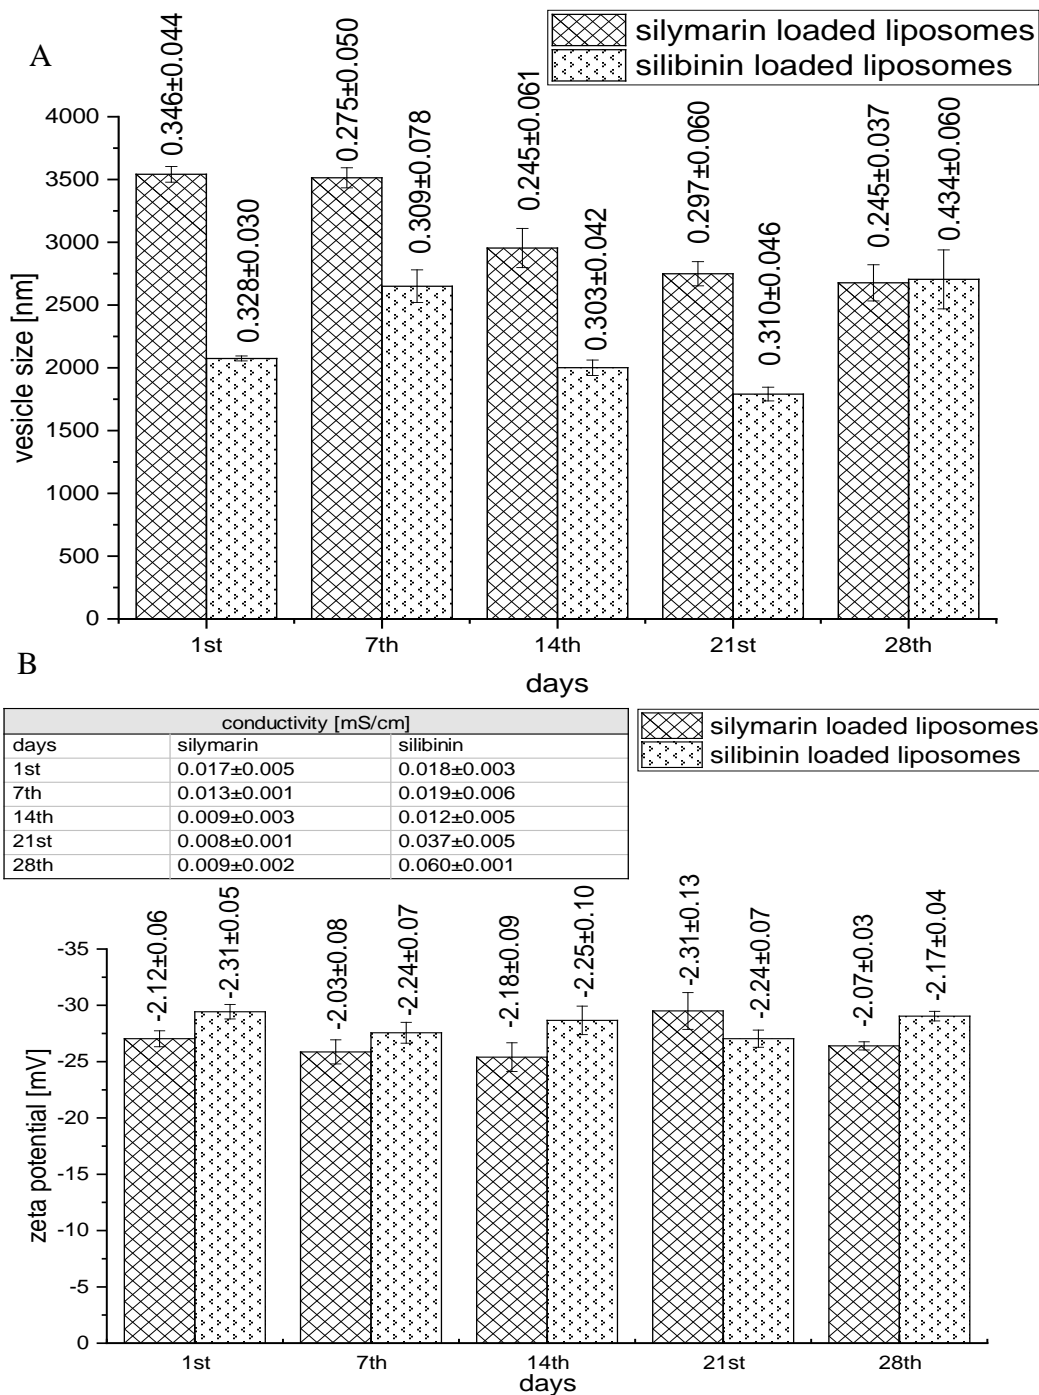 A
silymarin loaded liposomes
silibinin loaded liposomes
0.346±0.044
0.328±0.030
0.275±0.050
0.309±0.078
0.245±0.061
0.303±0.042
0.297±0.060
0.310±0.046
0.245±0.037
0.434±0.060
vesicle size [nm]
4000
3500
3000
2500
2000
1500
1000
500
0
1st 7th 14th 21st 28th
days
B
conductivity [mS/cm]
days silymarin silibinin
1st 0.017±0.005 0.018±0.003
7th 0.013±0.001 0.019±0.006
14th 0.009±0.003 0.012±0.005
21st 0.008±0.001 0.037±0.005
28th 0.009±0.002 0.060±0.001
silymarin loaded liposomes
silibinin loaded liposomes
-2.12±0.06
-2.31±0.05
-2.03±0.08
-2.24±0.07
-2.18±0.09
-2.25±0.10
-2.31±0.13
-2.24±0.07
-2.07±0.03
-2.17±0.04
zeta potential [mV]
-35
-30
-25
-20
-15
-10
-5
0
1st 7th 14th 21st 28th
days